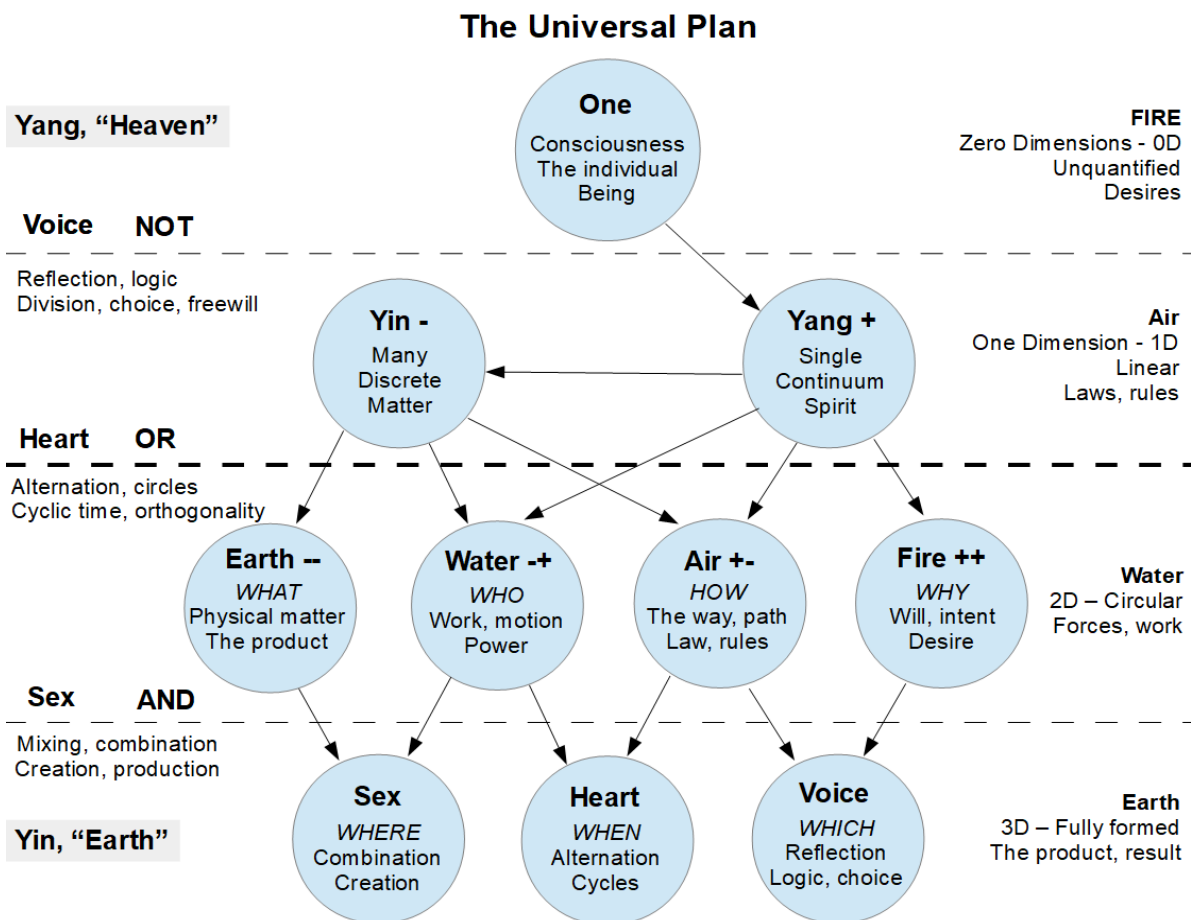 The Universal Plan
Yang, “Heaven”
One
Consciousness
The individual
Being
FIRE
Zero Dimensions - 0D
Unquantified
Desires
Voice NOT
Reflection, logic
Division, choice, freewill
Yin -
Many
Discrete
Matter
Yang +
Single
Continuum
Spirit
Air
One Dimension - 1D
Linear
Laws, rules
Heart OR
Alternation, circles
Cyclic time, orthogonality
Earth --
WHAT
Physical matter
The product
Water -+
WHO
Work, motion
Power
Air +-
HOW
The way, path
Law, rules
Fire ++
WHY
Will, intent
Desire
Water
2D – Circular
Forces, work
Sex AND
Mixing, combination
Creation, production
Yin, “Earth”
Sex
WHERE
Combination
Creation
Heart
WHEN
Alternation
Cycles
Voice
WHICH
Reflection
Logic, choice
Earth
3D – Fully formed
The product, result